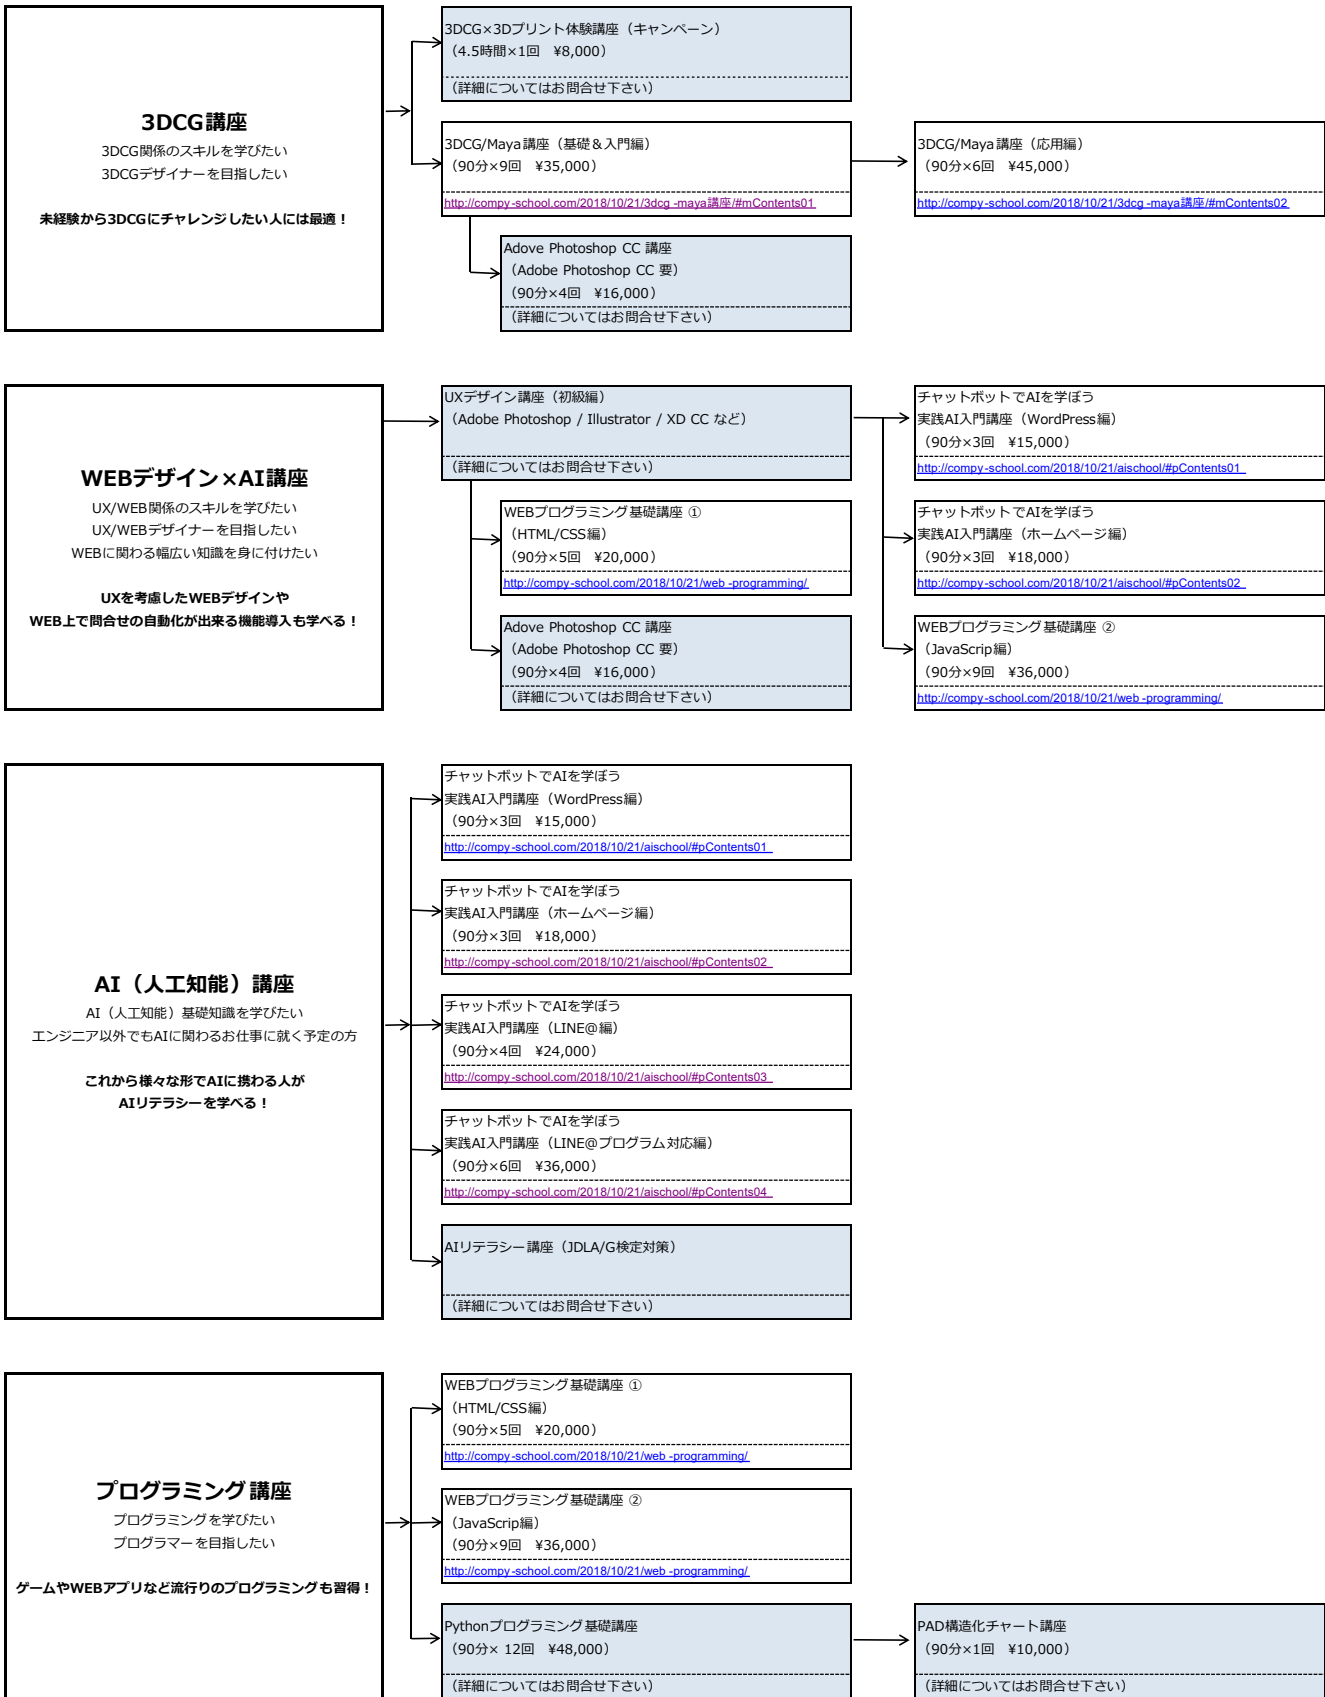 3DCG講座
3DCG関係のスキルを学びたい
3DCGデザイナーを目指したい
未経験から3DCGにチャレンジしたい人には最適！
3DCG×3Dプリント体験講座（キャンペーン）
（4.5時間×1回　¥8,000）
（詳細についてはお問合せ下さい）
3DCG/Maya講座（基礎＆入門編）
（90分×9回　¥35,000）
http://compy-school.com/2018/10/21/3dcg -maya講座/#mContents01
3DCG/Maya講座（応用編）
（90分×6回　¥45,000）
http://compy-school.com/2018/10/21/3dcg -maya講座/#mContents02
Adove Photoshop CC 講座
（Adobe Photoshop CC 要）
（90分×4回　¥16,000）
（詳細についてはお問合せ下さい）
WEBデザイン×AI講座
UX/WEB関係のスキルを学びたい
UX/WEBデザイナーを目指したい
WEBに関わる幅広い知識を身に付けたい
UXを考慮したWEBデザインや
WEB上で問合せの自動化が出来る機能導入も学べる！
UXデザイン講座（初級編）
（Adobe Photoshop / Illustrator / XD CC など）
（詳細についてはお問合せ下さい）
WEBプログラミング基礎講座 ①
（HTML/CSS編）
（90分×5回　¥20,000）
http://compy-school.com/2018/10/21/web -programming/
Adove Photoshop CC 講座
（Adobe Photoshop CC 要）
（90分×4回　¥16,000）
（詳細についてはお問合せ下さい）
チャットボットでAIを学ぼう
実践AI入門講座（WordPress編）
（90分×3回　¥15,000）
http://compy-school.com/2018/10/21/aischool/#pContents01
チャットボットでAIを学ぼう
実践AI入門講座（ホームページ編）
（90分×3回　¥18,000）
http://compy-school.com/2018/10/21/aischool/#pContents02
WEBプログラミング基礎講座 ②
（JavaScrip編）
（90分×9回　¥36,000）
http://compy-school.com/2018/10/21/web -programming/
AI（人工知能）講座
AI（人工知能）基礎知識を学びたい
エンジニア以外でもAIに関わるお仕事に就く予定の方
これから様々な形でAIに携わる人が
AIリテラシーを学べる！
チャットボットでAIを学ぼう
実践AI入門講座（WordPress編）
（90分×3回　¥15,000）
http://compy-school.com/2018/10/21/aischool/#pContents01
チャットボットでAIを学ぼう
実践AI入門講座（ホームページ編）
（90分×3回　¥18,000）
http://compy-school.com/2018/10/21/aischool/#pContents02
チャットボットでAIを学ぼう
実践AI入門講座（LINE@編）
（90分×4回　¥24,000）
http://compy-school.com/2018/10/21/aischool/#pContents03
チャットボットでAIを学ぼう
実践AI入門講座（LINE@プログラム対応編）
（90分×6回　¥36,000）
http://compy-school.com/2018/10/21/aischool/#pContents04
AIリテラシー講座（JDLA/G検定対策）
（詳細についてはお問合せ下さい）
プログラミング講座
プログラミングを学びたい
プログラマーを目指したい
ゲームやWEBアプリなど流行りのプログラミングも習得！
WEBプログラミング基礎講座 ①
（HTML/CSS編）
（90分×5回　¥20,000）
http://compy-school.com/2018/10/21/web -programming/
WEBプログラミング基礎講座 ②
（JavaScrip編）
（90分×9回　¥36,000）
http://compy-school.com/2018/10/21/web -programming/
Pythonプログラミング基礎講座
（90分× 12回　¥48,000）
（詳細についてはお問合せ下さい）
PAD構造化チャート講座
（90分×1回　¥10,000）
（詳細についてはお問合せ下さい）